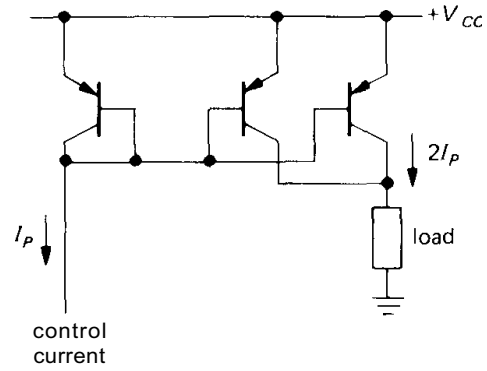 +V_CC
2I_P
I_P
load
control
current